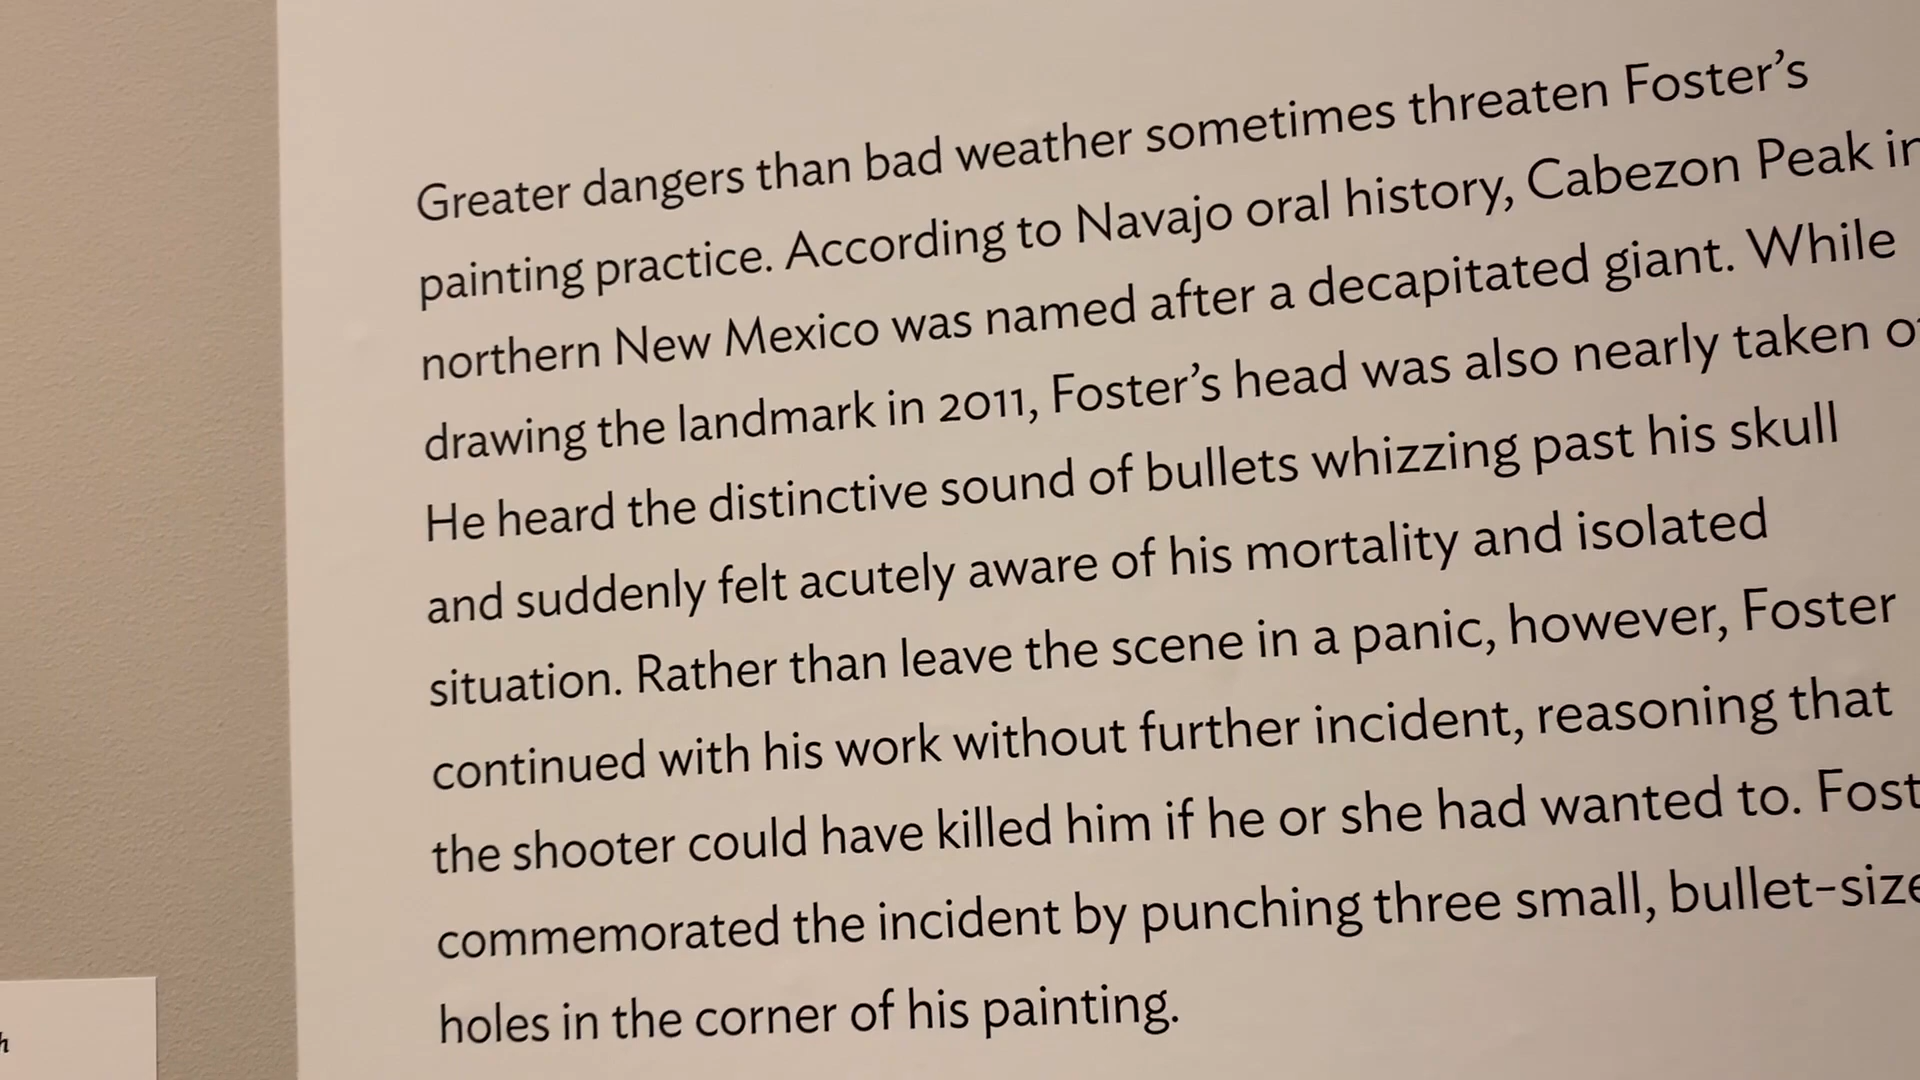 Greater dangers than bad weather sometimes threaten Foster's
painting practice. According to Navajo oral history, Cabezon Peak in
northern New Mexico was named after a decapitated giant. While
drawing the landmark in 2011, Foster's head was also nearly taken
He heard the distinctive sound of bullets whizzing past his skull
and suddenly felt acutely aware of his mortality and isolated
situation. Rather than leave the scene in a panic, however, Foster
continued with his work without further incident, reasoning that
the shooter could have killed him if he or she had wanted to. Fost
commemorated the incident by punching three small, bullet-size
holes in the corner of his painting.